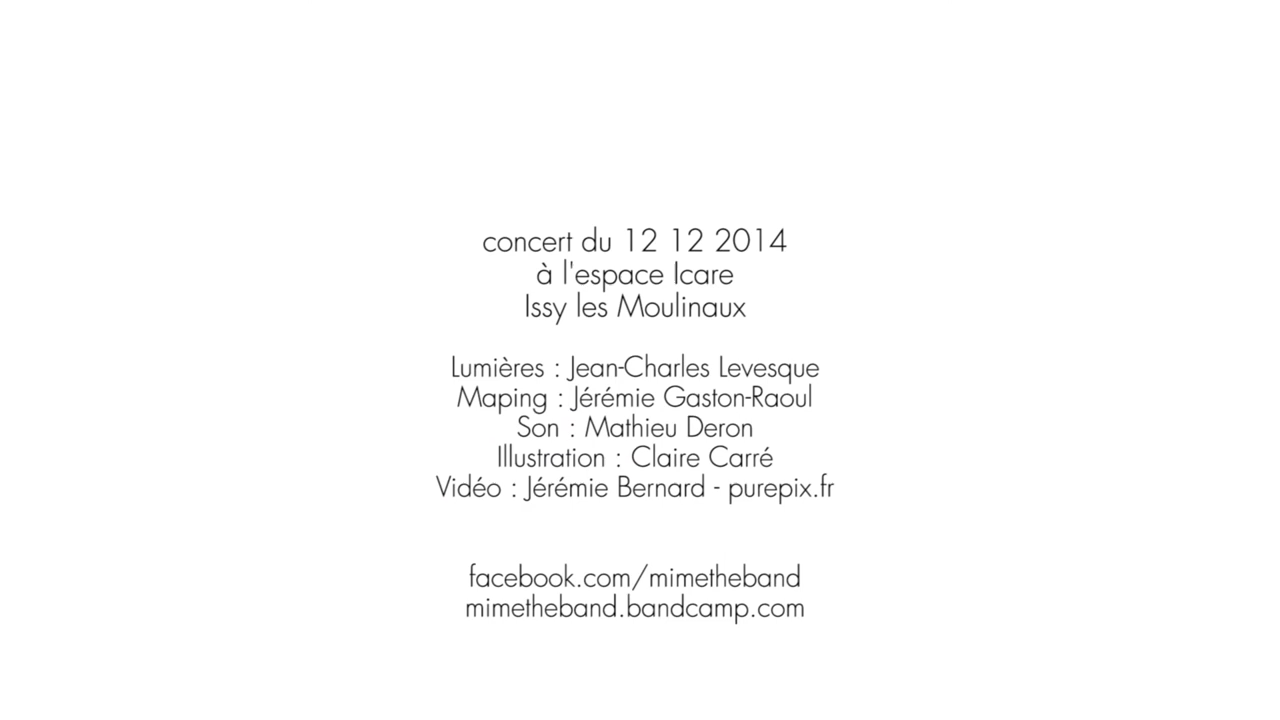 concert du 12 12 2014
à l'espace Icare
Issy les Moulinaux
Lumières : Jean-Charles Levesque
Maping : Jérémie Gaston-Raoul
Son : Mathieu Deron
Illustration : Claire Carré
Vidéo : Jérémie Bernard - purepix.fr
facebook.com/mimetheband
mimetheband.bandcamp.com